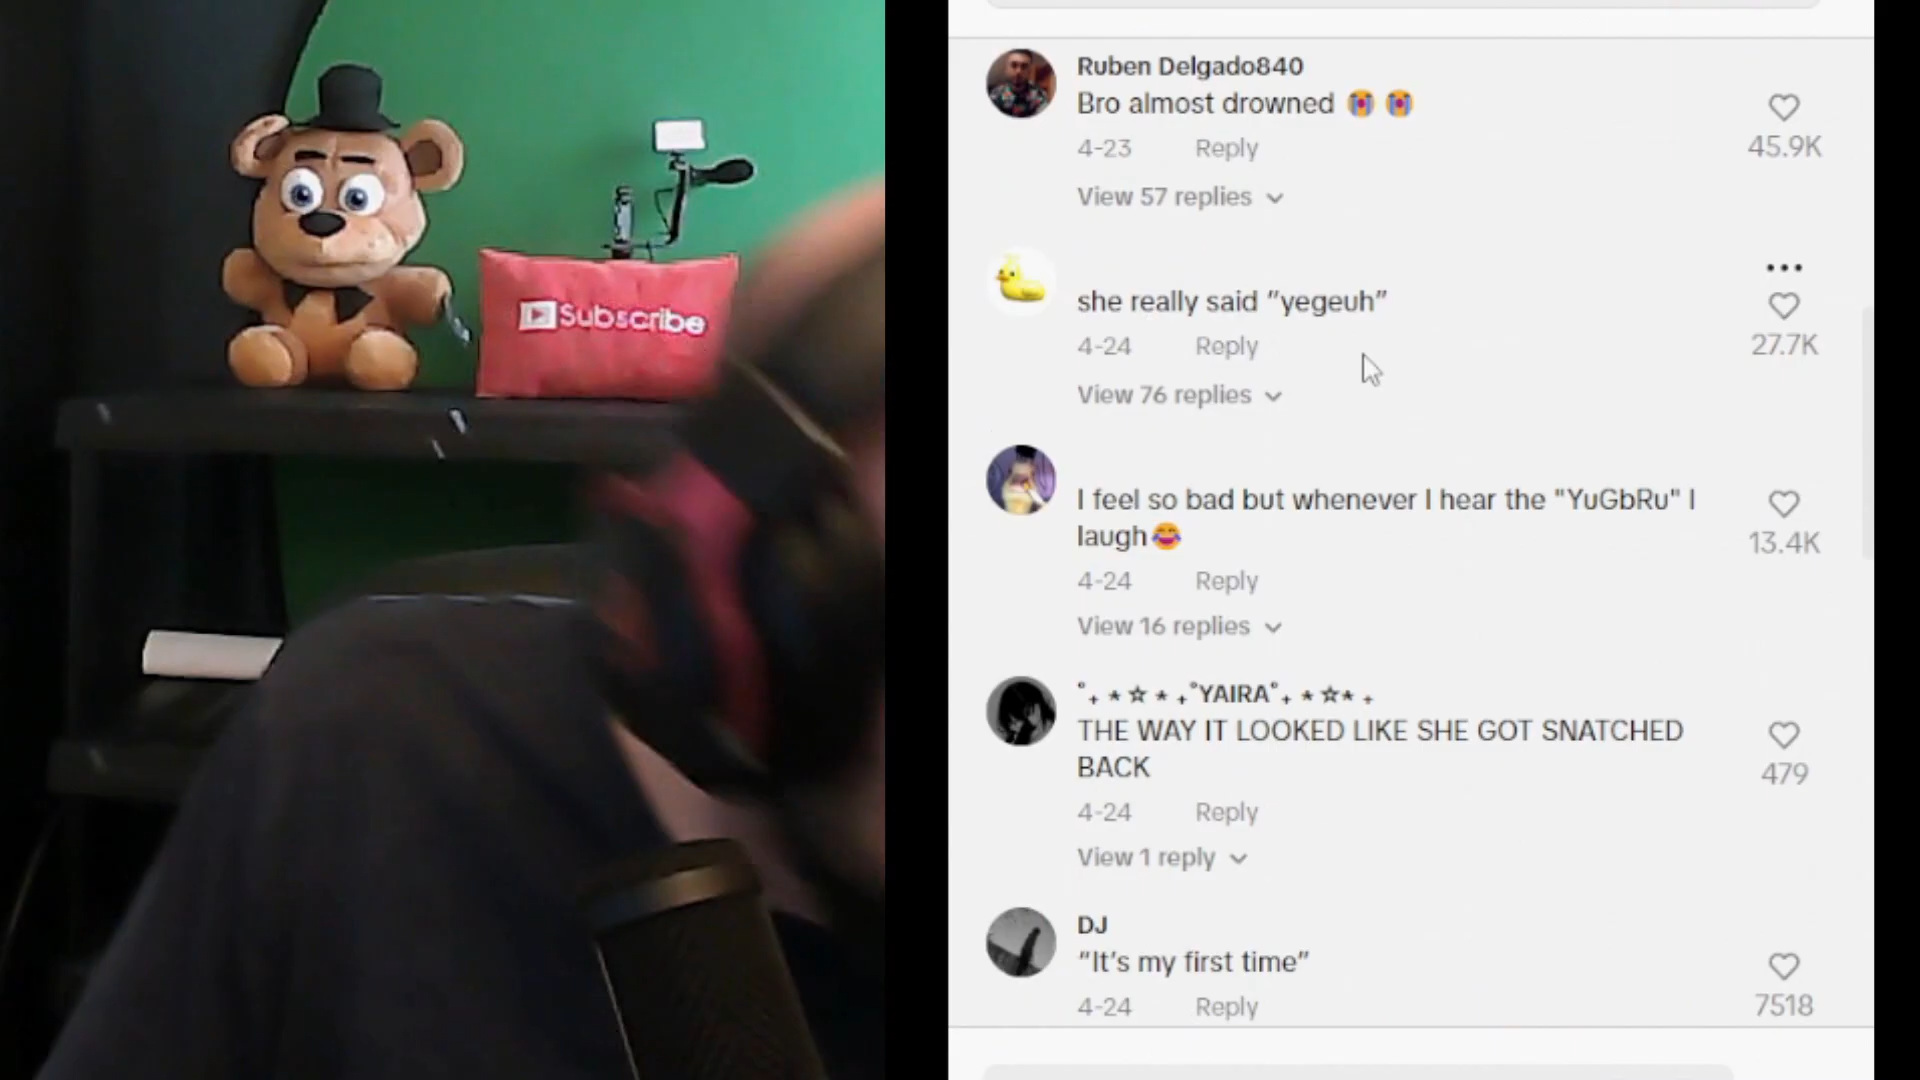 Subscribe
Ruben Delgado840
Bro almost drowned 😭 😭
4-23 Reply
45.9K
View 57 replies
she really said “yegeuh”
4-24 Reply
27.7K
View 76 replies
I feel so bad but whenever I hear the "YuGbRu" I
laugh😂
4-24 Reply
13.4K
View 16 replies
˚₊ ⋆ ☆ ⋆ ₊˚YAIRA˚₊ ⋆ ☆⋆ ₊
THE WAY IT LOOKED LIKE SHE GOT SNATCHED
BACK
4-24 Reply
479
View 1 reply
DJ
“It’s my first time”
4-24 Reply
7518